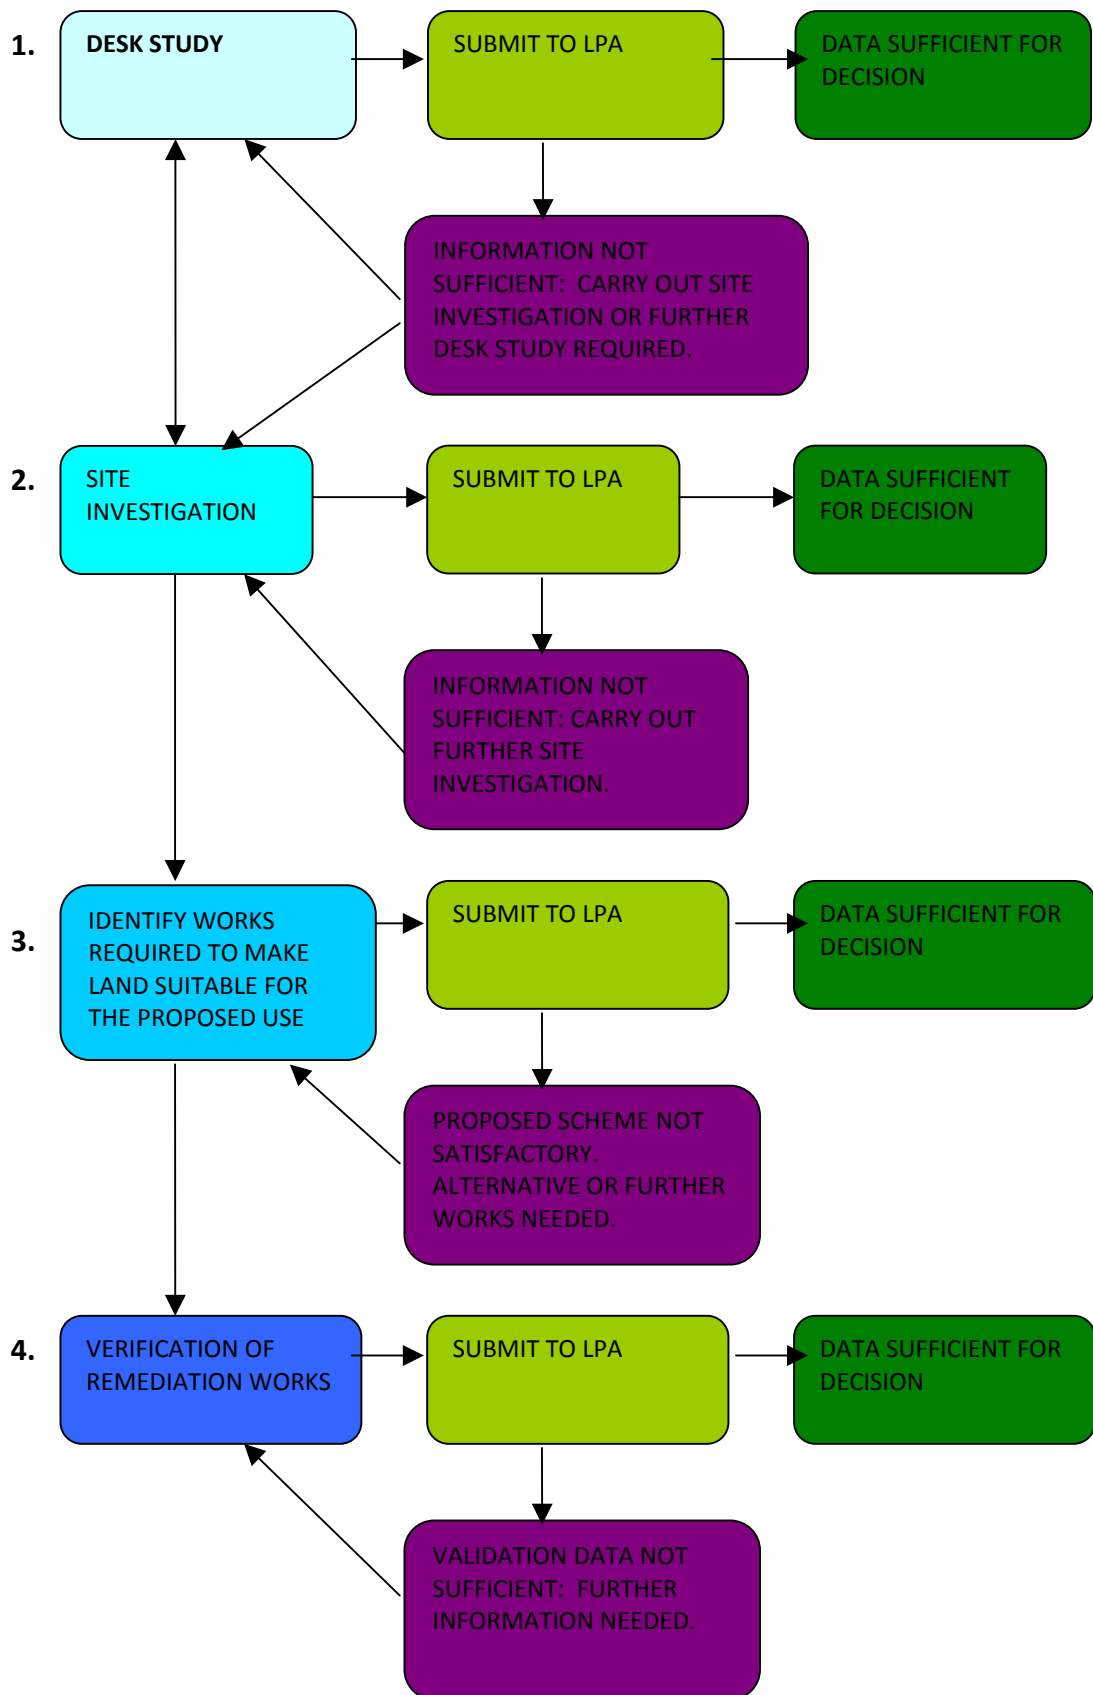 1.
DESK STUDY
SUBMIT TO LPA
DATA SUFFICIENT FOR
DECISION
INFORMATION NOT
SUFFICIENT:  CARRY OUT SITE
INVESTIGATION OR FURTHER
DESK STUDY REQUIRED.
2.
SITE
INVESTIGATION
SUBMIT TO LPA
DATA SUFFICIENT
FOR DECISION
INFORMATION NOT
SUFFICIENT: CARRY OUT
FURTHER SITE
INVESTIGATION.
3.
IDENTIFY WORKS
REQUIRED TO MAKE
LAND SUITABLE FOR
THE PROPOSED USE
SUBMIT TO LPA
DATA SUFFICIENT FOR
DECISION
PROPOSED SCHEME NOT
SATISFACTORY.
ALTERNATIVE OR FURTHER
WORKS NEEDED.
4.
VERIFICATION OF
REMEDIATION WORKS
SUBMIT TO LPA
DATA SUFFICIENT FOR
DECISION
VALIDATION DATA NOT
SUFFICIENT:  FURTHER
INFORMATION NEEDED.